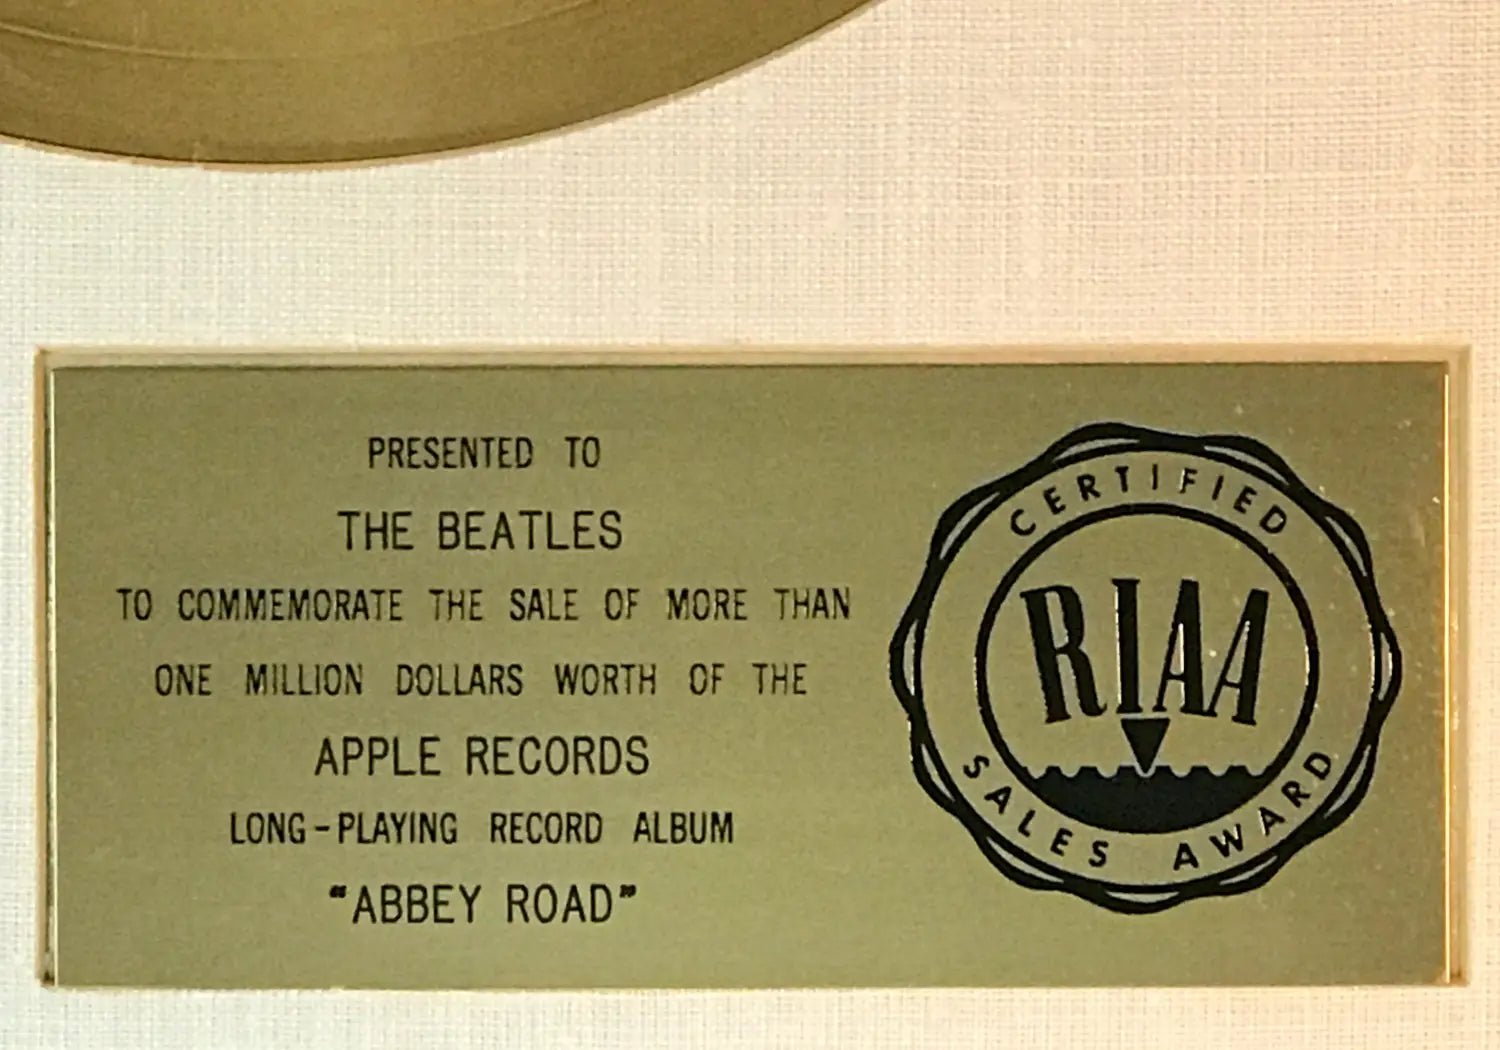 PRESENTED TO
THE BEATLES
TO COMMEMORATE THE SALE OF MORE THAN
ONE MILLION DOLLARS WORTH OF THE
APPLE RECORDS
LONG-PLAYING RECORD ALBUM
"ABBEY ROAD"
CERTIFIED
RIAA
SALES AWARD